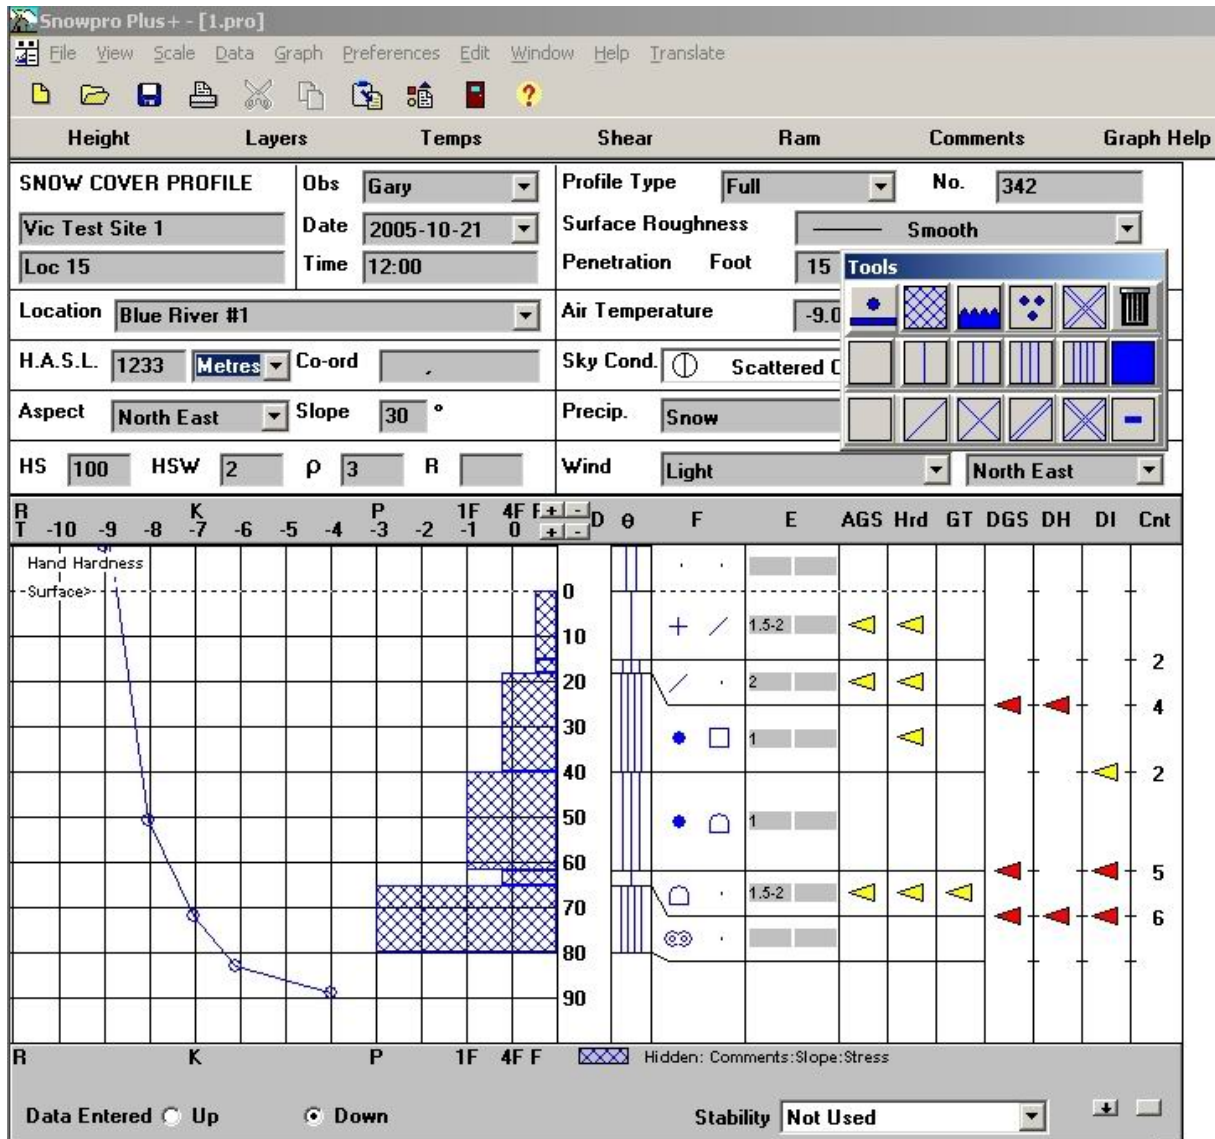 Snowpro Plus+ - [1.pro]
File View Scale Data Graph Preferences Edit Window Help Translate
Height Layers Temps Shear Ram Comments Graph Help
SNOW COVER PROFILE Obs Gary Profile Type Full No. 342
Vic Test Site 1 Date 2005-10-21 Surface Roughness Smooth
Loc 15 Time 12:00 Penetration Foot 15 Tools
Location Blue River #1 Air Temperature -9.0
H.A.S.L. 1233 Metres Co-ord , Sky Cond. Scattered C
Aspect North East Slope 30 ° Precip. Snow
HS 100 HSW 2 ρ 3 R Wind Light North East
R K P 1F 4F F + -
T -10 -9 -8 -7 -6 -5 -4 -3 -2 -1 0 + - D θ F E AGS Hrd GT DGS DH DI Cnt
Hand Hardness
Surface> 0
1.5-2
10
2
20 2
4
30 1
40 2
50 1
60
5
70 1.5-2
6
80
90
R K P 1F 4F F Hidden: Comments:Slope:Stress
Data Entered Up Down Stability Not Used